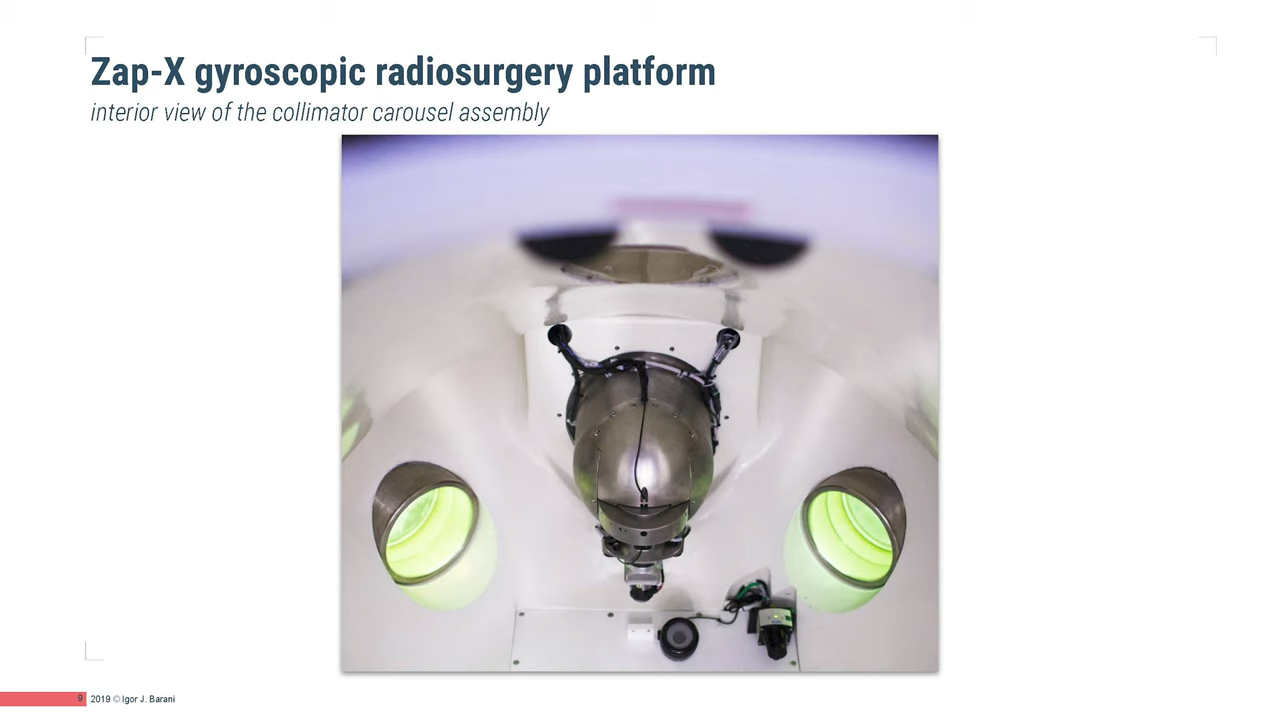 Zap-X gyroscopic radiosurgery platform
interior view of the collimator carousel assembly
9 2019 © Igor J. Barani